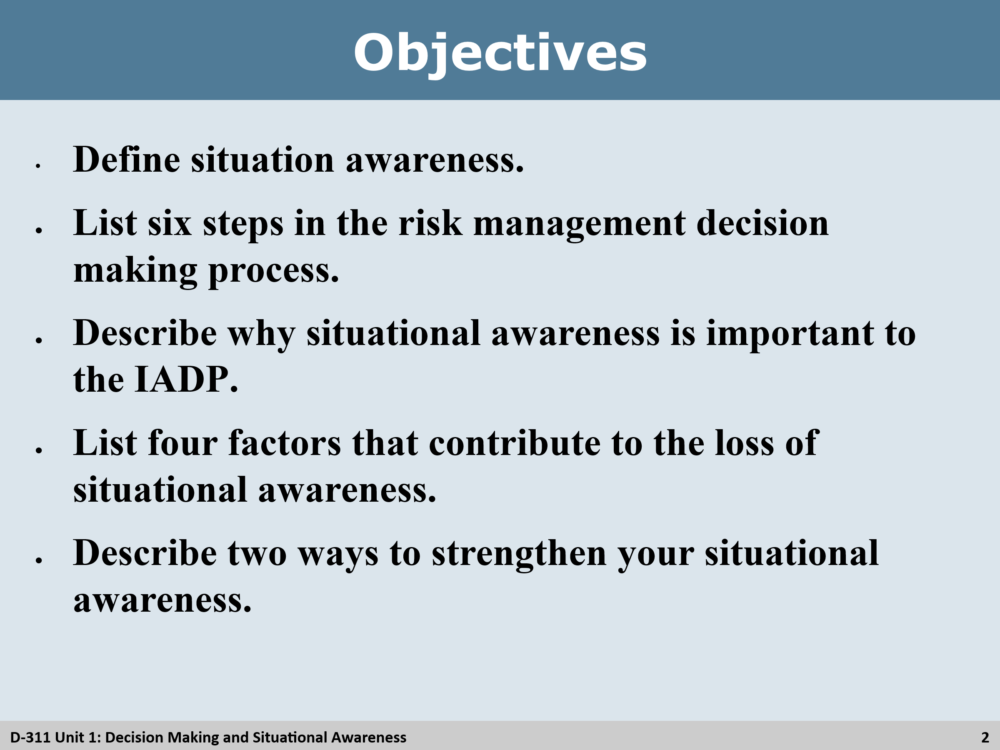 Objectives
• Define situation awareness.
• List six steps in the risk management decision
making process.
• Describe why situational awareness is important to
the IADP.
• List four factors that contribute to the loss of
situational awareness.
• Describe two ways to strengthen your situational
awareness.
D-311 Unit 1: Decision Making and Situational Awareness 2